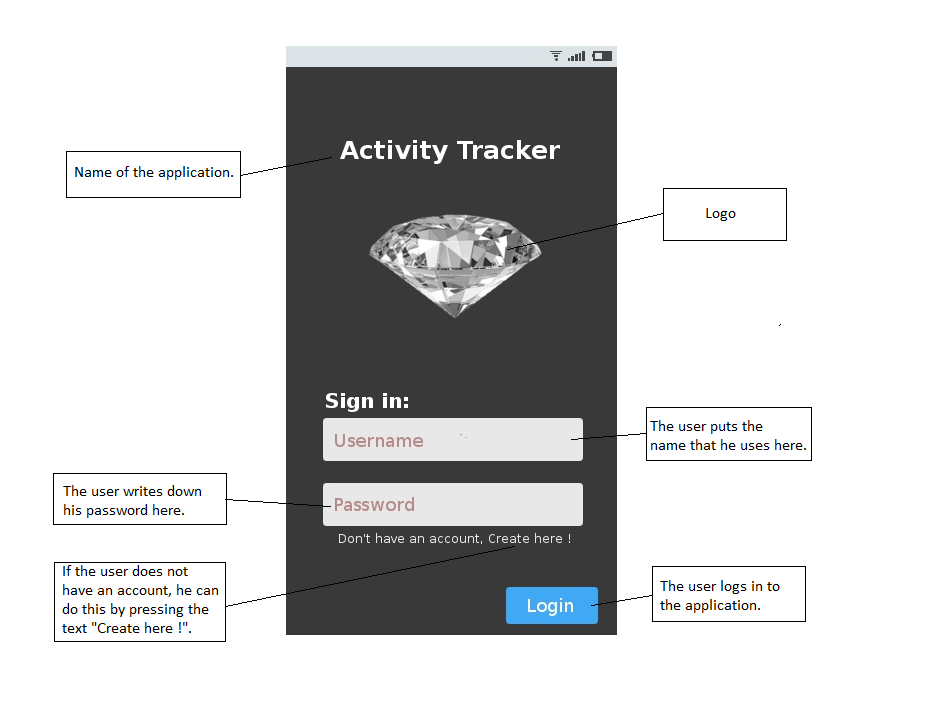 Activity Tracker
Name of the application.
Logo
Sign in:
Username
The user puts the
name that he uses here.
The user writes down
his password here.
Password
Don't have an account, Create here !
If the user does not
have an account, he can
do this by pressing the
text "Create here !".
Login
The user logs in to
the application.